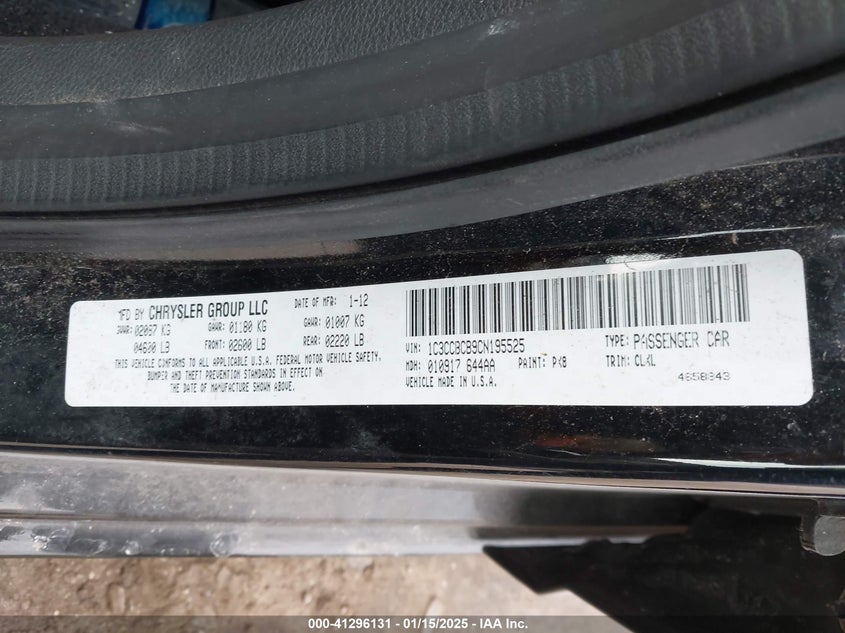 MFD BY CHRYSLER GROUP LLC DATE OF MFR: 1-12
GVWR: 02087 KG GAWR: 01180 KG GAWR: 01007 KG
04600 LB FRONT: 02600 LB REAR: 02220 LB
THIS VEHICLE CONFORMS TO ALL APPLICABLE U.S.A. FEDERAL MOTOR VEHICLE SAFETY,
BUMPER AND THEFT PREVENTION STANDARDS IN EFFECT ON
THE DATE OF MANUFACTURE SHOWN ABOVE.
VIN: 1C3CCBCB9CN195525 TYPE: PASSENGER CAR
MDH: 010917 644AA PAINT: PXB TRIM: CLXL
VEHICLE MADE IN U.S.A. 4658843
000-41296131 - 01/15/2025 - IAA Inc.